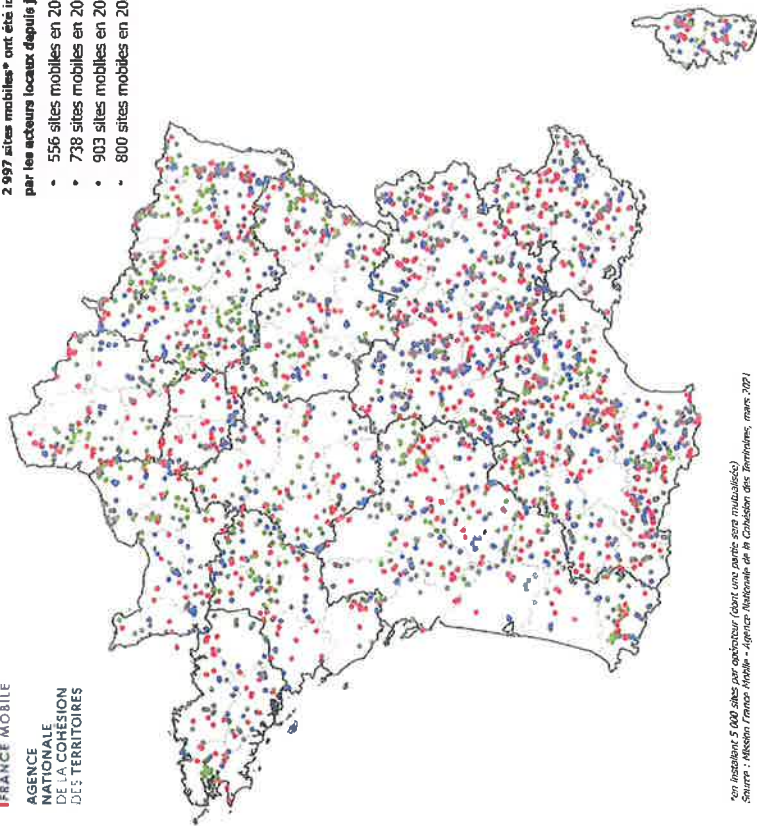 FRANCE MOBILE
AGENCE
NATIONALE
DE LA COHÉSION
DES TERRITOIRES
2 997 sites mobiles* ont été
par les acteurs locaux depuis
• 556 sites mobiles en 20
• 738 sites mobiles en 20
• 903 sites mobiles en 20
• 800 sites mobiles en 20
*en installant 5 000 sites par opérateur (dont une partie sera mutualisée)
Source : Mission France Mobile - Agence Nationale de la Cohésion des Territoires, mars 2021